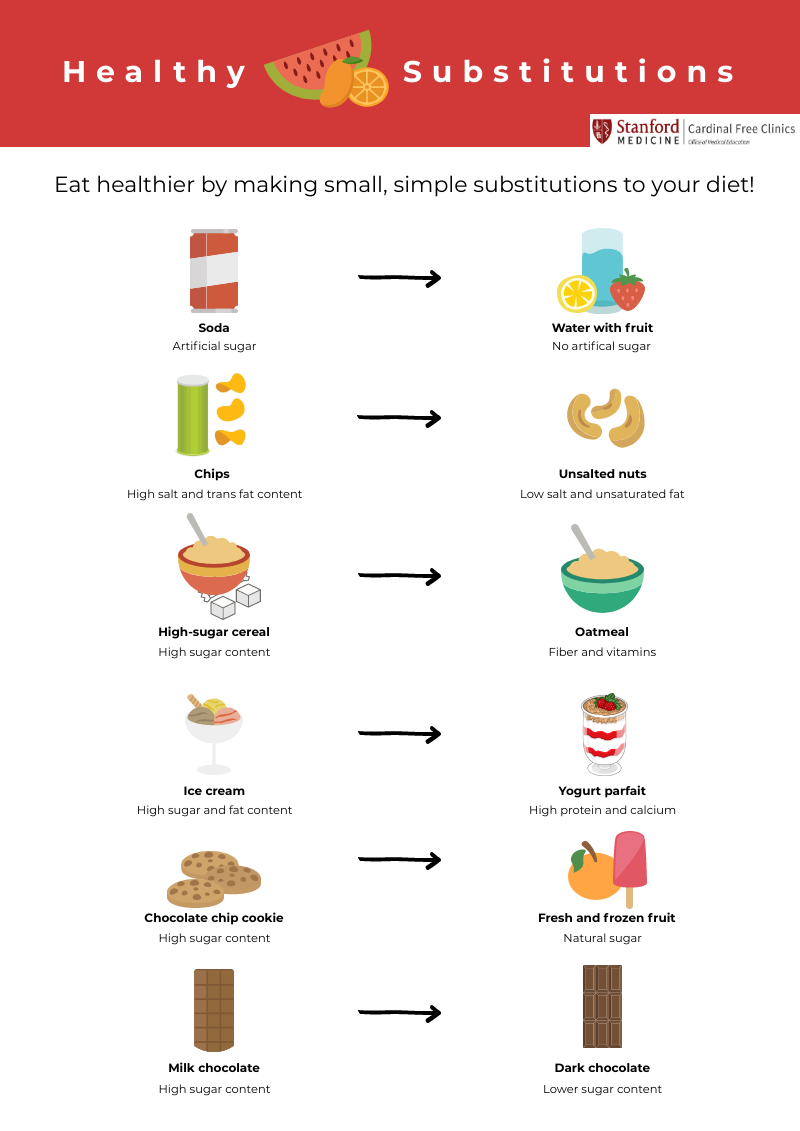 Healthy Substitutions
Stanford MEDICINE Cardinal Free Clinics
Office of Medical Education
Eat healthier by making small, simple substitutions to your diet!
Soda
Artificial sugar
Water with fruit
No artifical sugar
Chips
High salt and trans fat content
Unsalted nuts
Low salt and unsaturated fat
High-sugar cereal
High sugar content
Oatmeal
Fiber and vitamins
Ice cream
High sugar and fat content
Yogurt parfait
High protein and calcium
Chocolate chip cookie
High sugar content
Fresh and frozen fruit
Natural sugar
Milk chocolate
High sugar content
Dark chocolate
Lower sugar content